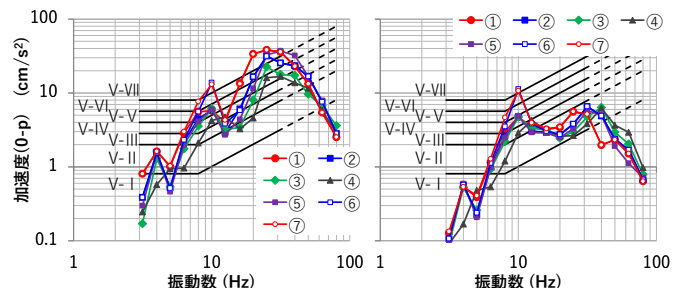 加速度(0-p) (cm/s²)
100
10
1
0.1
V-Ⅶ
V-Ⅵ
V-Ⅴ
V-Ⅳ
V-Ⅲ
V-Ⅱ
V-Ⅰ
① ②
③ ④
⑤ ⑥
⑦
1 10 100
振動数 (Hz)
① ② ③ ④
⑤ ⑥ ⑦
V-Ⅶ
V-Ⅵ
V-Ⅴ
V-Ⅳ
V-Ⅲ
V-Ⅱ
V-Ⅰ
1 10 100
振動数 (Hz)